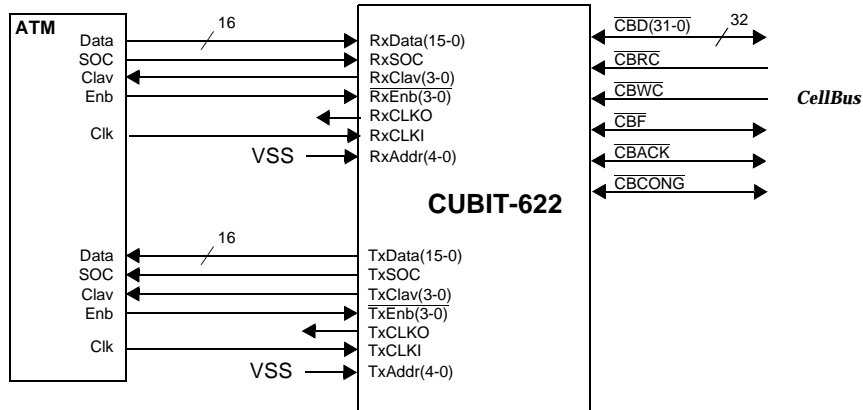 ATM
16
32
Data
RxData(15-0)
CBD(31-0)
SOC
RxSOC
Clav
RxClav(3-0)
CBRC
Enb
RxEnb(3-0)
CBWC
CellBus
RxCLKO
CBF
Clk
RxCLKI
VSS
RxAddr(4-0)
CBACK
CBCONG
CUBIT-622
16
Data
TxData(15-0)
SOC
TxSOC
Clav
TxClav(3-0)
Enb
TxEnb(3-0)
TxCLKO
Clk
TxCLKI
VSS
TxAddr(4-0)